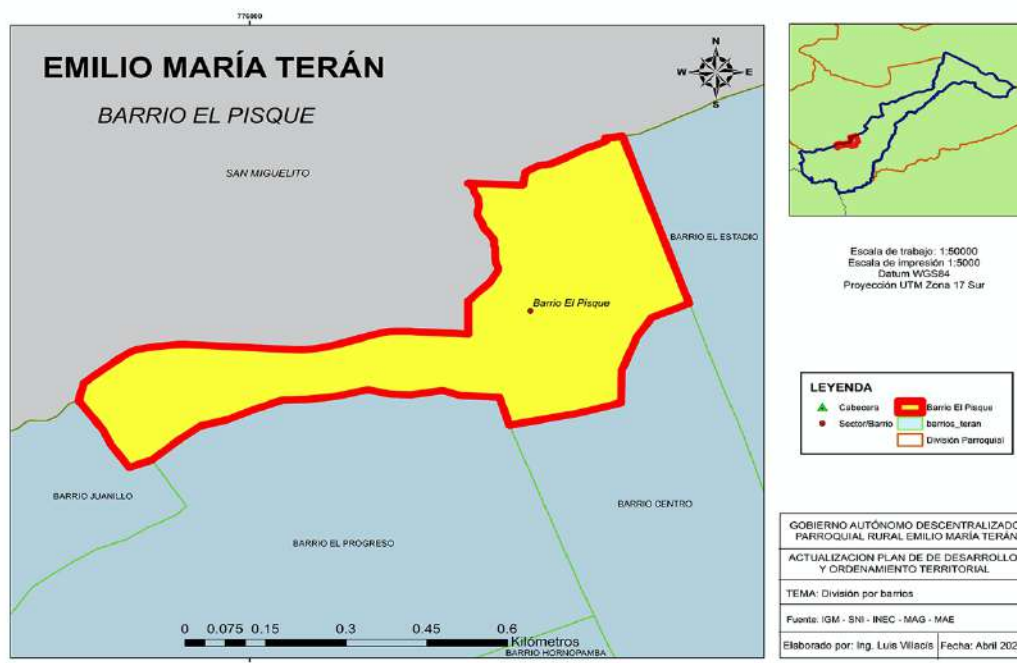 776000
EMILIO MARÍA TERÁN
BARRIO EL PISQUE
SAN MIGUELITO
N
W E
S
BARRIO EL ESTADIO
Barrio El Pisque
BARRIO JUANILLO
BARRIO EL PROGRESO
BARRIO CENTRO
0 0.075 0.15 0.3 0.45 0.6
Kilómetros
BARRIO HORNOPAMBA
Escala de trabajo: 1:50000
Escala de impresión 1:5000
Datum WGS84
Proyección UTM Zona 17 Sur
LEYENDA
Cabecera
Sector/Barrio
Barrio El Pisque
barrios_teran
División Parroquial
GOBIERNO AUTÓNOMO DESCENTRALIZADO
PARROQUIAL RURAL EMILIO MARÍA TERÁN
ACTUALIZACION PLAN DE DE DESARROLLO
Y ORDENAMIENTO TERRITORIAL
TEMA: División por barrios
Fuente: IGM - SNI - INEC - MAG - MAE
Elaborado por: Ing. Luis Villacís
Fecha: Abril 202